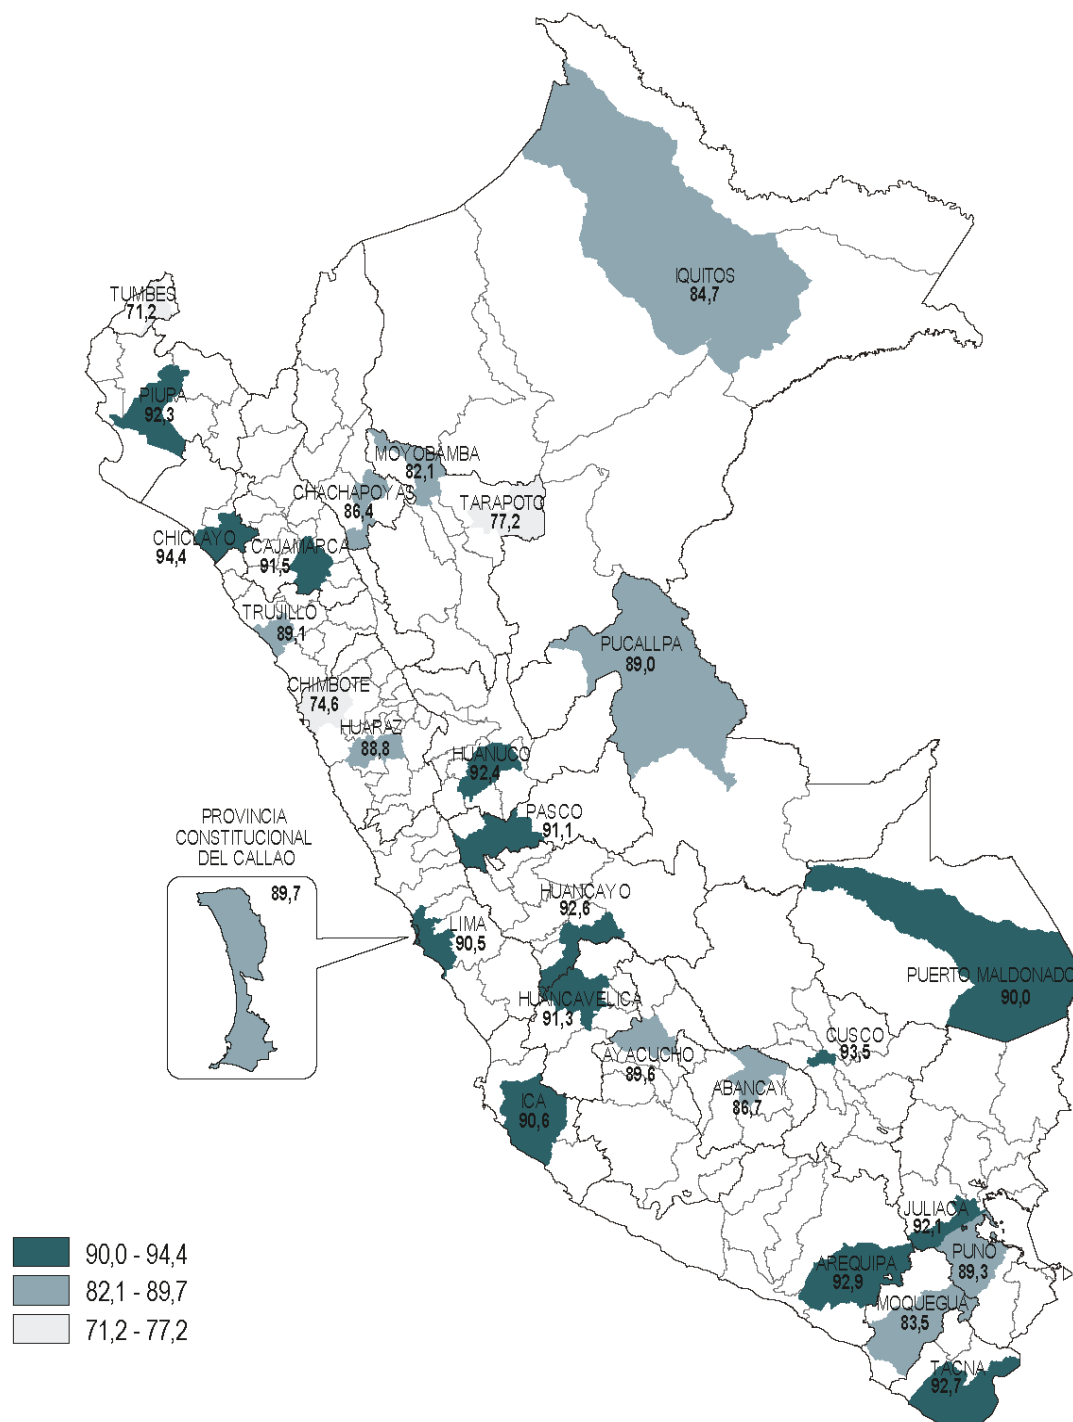 IQUITOS
84,7
TUMBES
71,2
PIURA
92,3
MOYOBAMBA
82,1
CHACHAPOYAS
86,4
TARAPOTO
77,2
CHICLAYO
94,4
CAJAMARCA
91,5
TRUJILLO
89,1
PUCALLPA
89,0
CHIMBOTE
74,6
HUARAZ
88,8
HUANUCO
92,4
PASCO
91,1
PROVINCIA
CONSTITUCIONAL
DEL CALLAO
89,7
HUANCAYO
92,6
LIMA
90,5
PUERTO MALDONADO
90,0
HUANCAVELICA
91,3
CUSCO
93,5
AYACUCHO
89,6
ABANCAY
86,7
ICA
90,6
JULIACA
92,1
PUNO
89,3
AREQUIPA
92,9
MOQUEGUA
83,5
TACNA
92,7
90,0 - 94,4
82,1 - 89,7
71,2 - 77,2